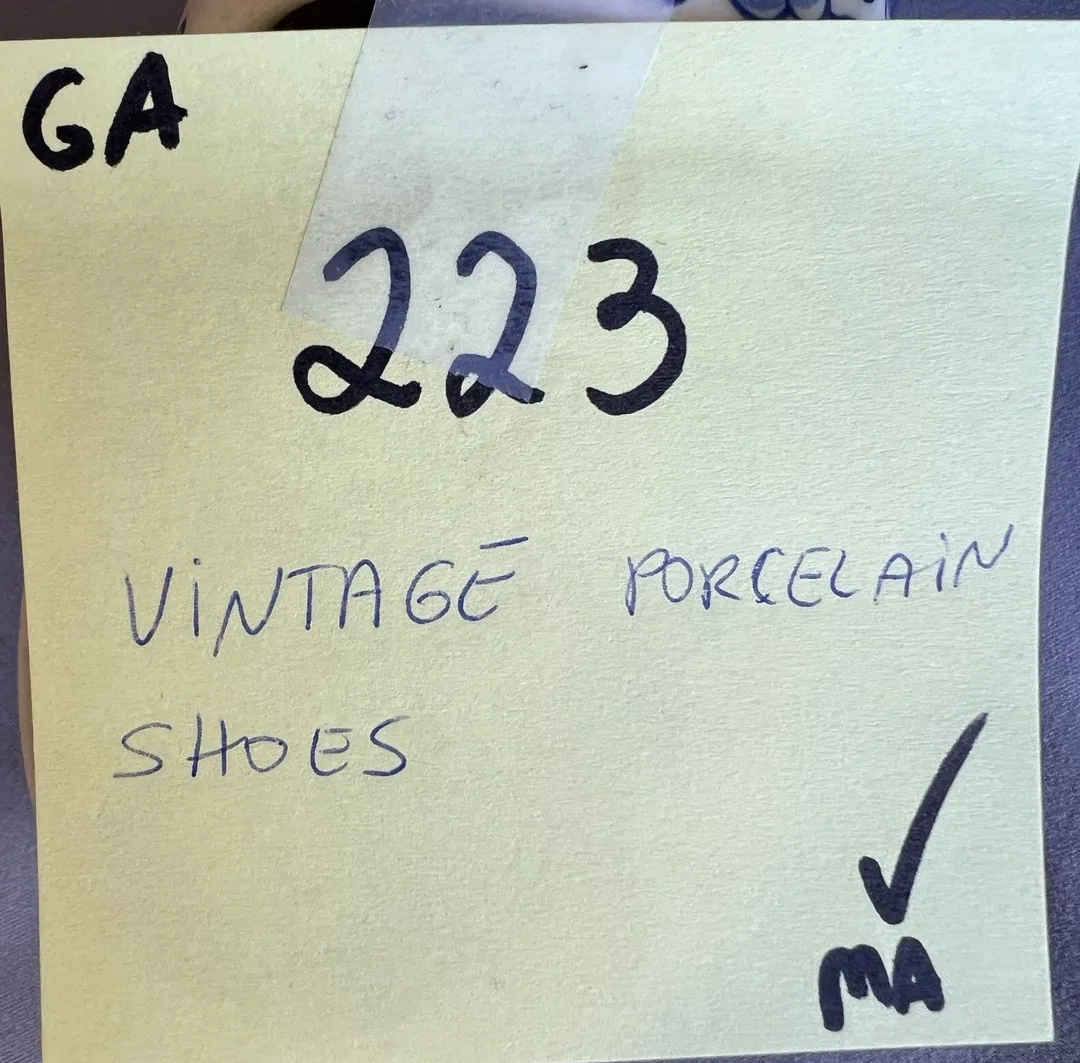 GA
223
VINTAGE PORCELAIN
SHOES
✓
MA